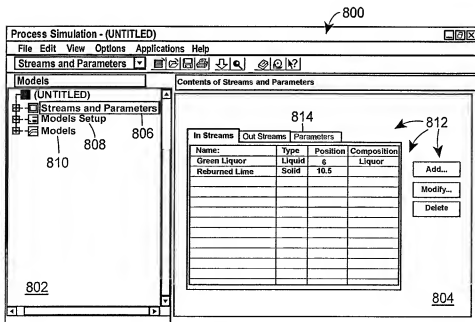 800
Process Simulation - (UNTITLED)
File Edit View Options Applications Help
Streams and Parameters
Models
Contents of Streams and Parameters
(UNTITLED)
Streams and Parameters
Models Setup
806
808
Models
810
814
812
In Streams Out Streams Parameters
Name: Type Position Composition
Green Liquor Liquid 6 Liquor
Reburned Lime Solid 10.5
Add...
Modify...
Delete
802
804